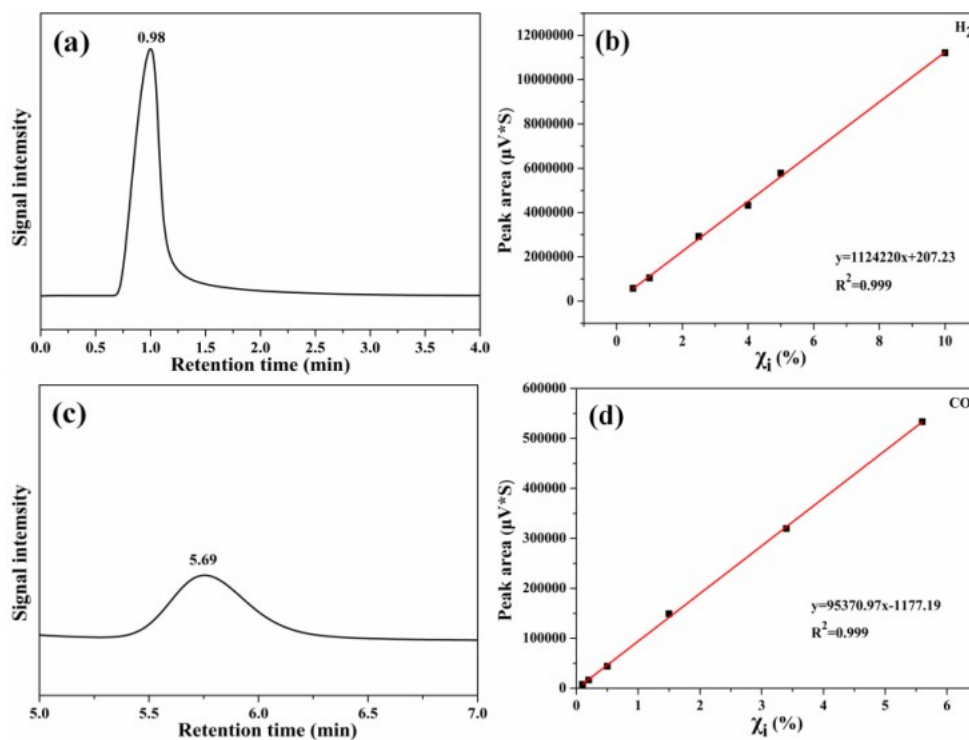 (a)
0.98
Signal intensity
0.0 0.5 1.0 1.5 2.0 2.5 3.0 3.5 4.0
Retention time (min)
(b)
H2
12000000
10000000
8000000
6000000
4000000
2000000
0
Peak area (μV*S)
y=1124220x+207.23
R2=0.999
0 2 4 6 8 10
χi (%)
(c)
5.69
Signal intensity
5.0 5.5 6.0 6.5 7.0
Retention time (min)
(d)
CO
600000
500000
400000
300000
200000
100000
0
Peak area (μV*S)
y=95370.97x-1177.19
R2=0.999
0 1 2 3 4 5 6
χi (%)